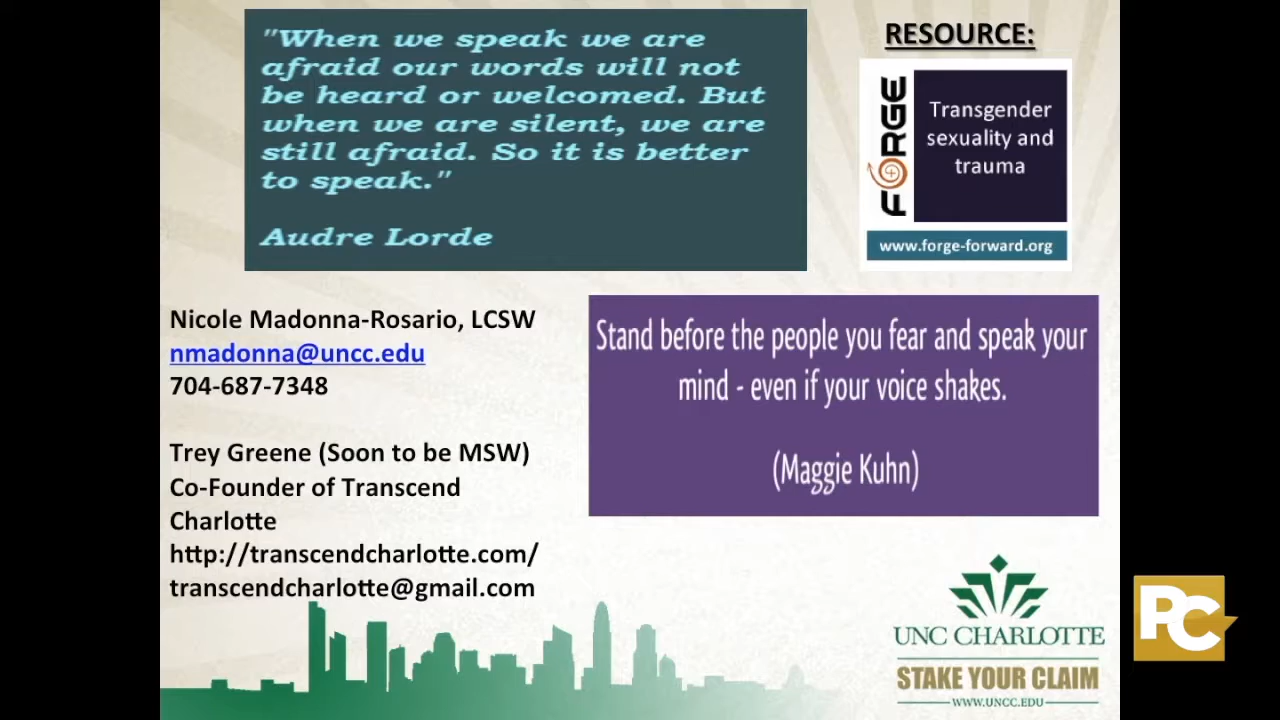 "When we speak we are
afraid our words will not
be heard or welcomed. But
when we are silent, we are
still afraid. So it is better
to speak."
Audre Lorde
RESOURCE:
FORGE
Transgender
sexuality and
trauma
www.forge-forward.org
Nicole Madonna-Rosario, LCSW
nmadonna@uncc.edu
704-687-7348
Trey Greene (Soon to be MSW)
Co-Founder of Transcend
Charlotte
http://transcendcharlotte.com/
transcendcharlotte@gmail.com
Stand before the people you fear and speak your
mind - even if your voice shakes.
(Maggie Kuhn)
UNC CHARLOTTE
STAKE YOUR CLAIM
WWW.UNCC.EDU
PC